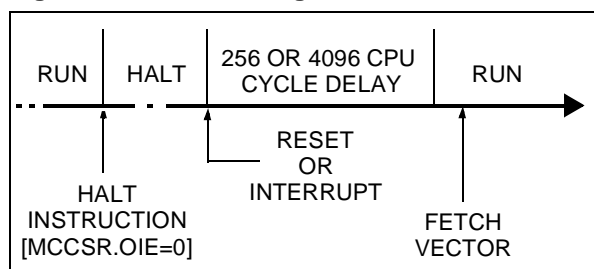 RUN
HALT
256 OR 4096 CPU
CYCLE DELAY
RUN
RESET
OR
INTERRUPT
HALT
INSTRUCTION
[MCCSR.OIE=0]
FETCH
VECTOR